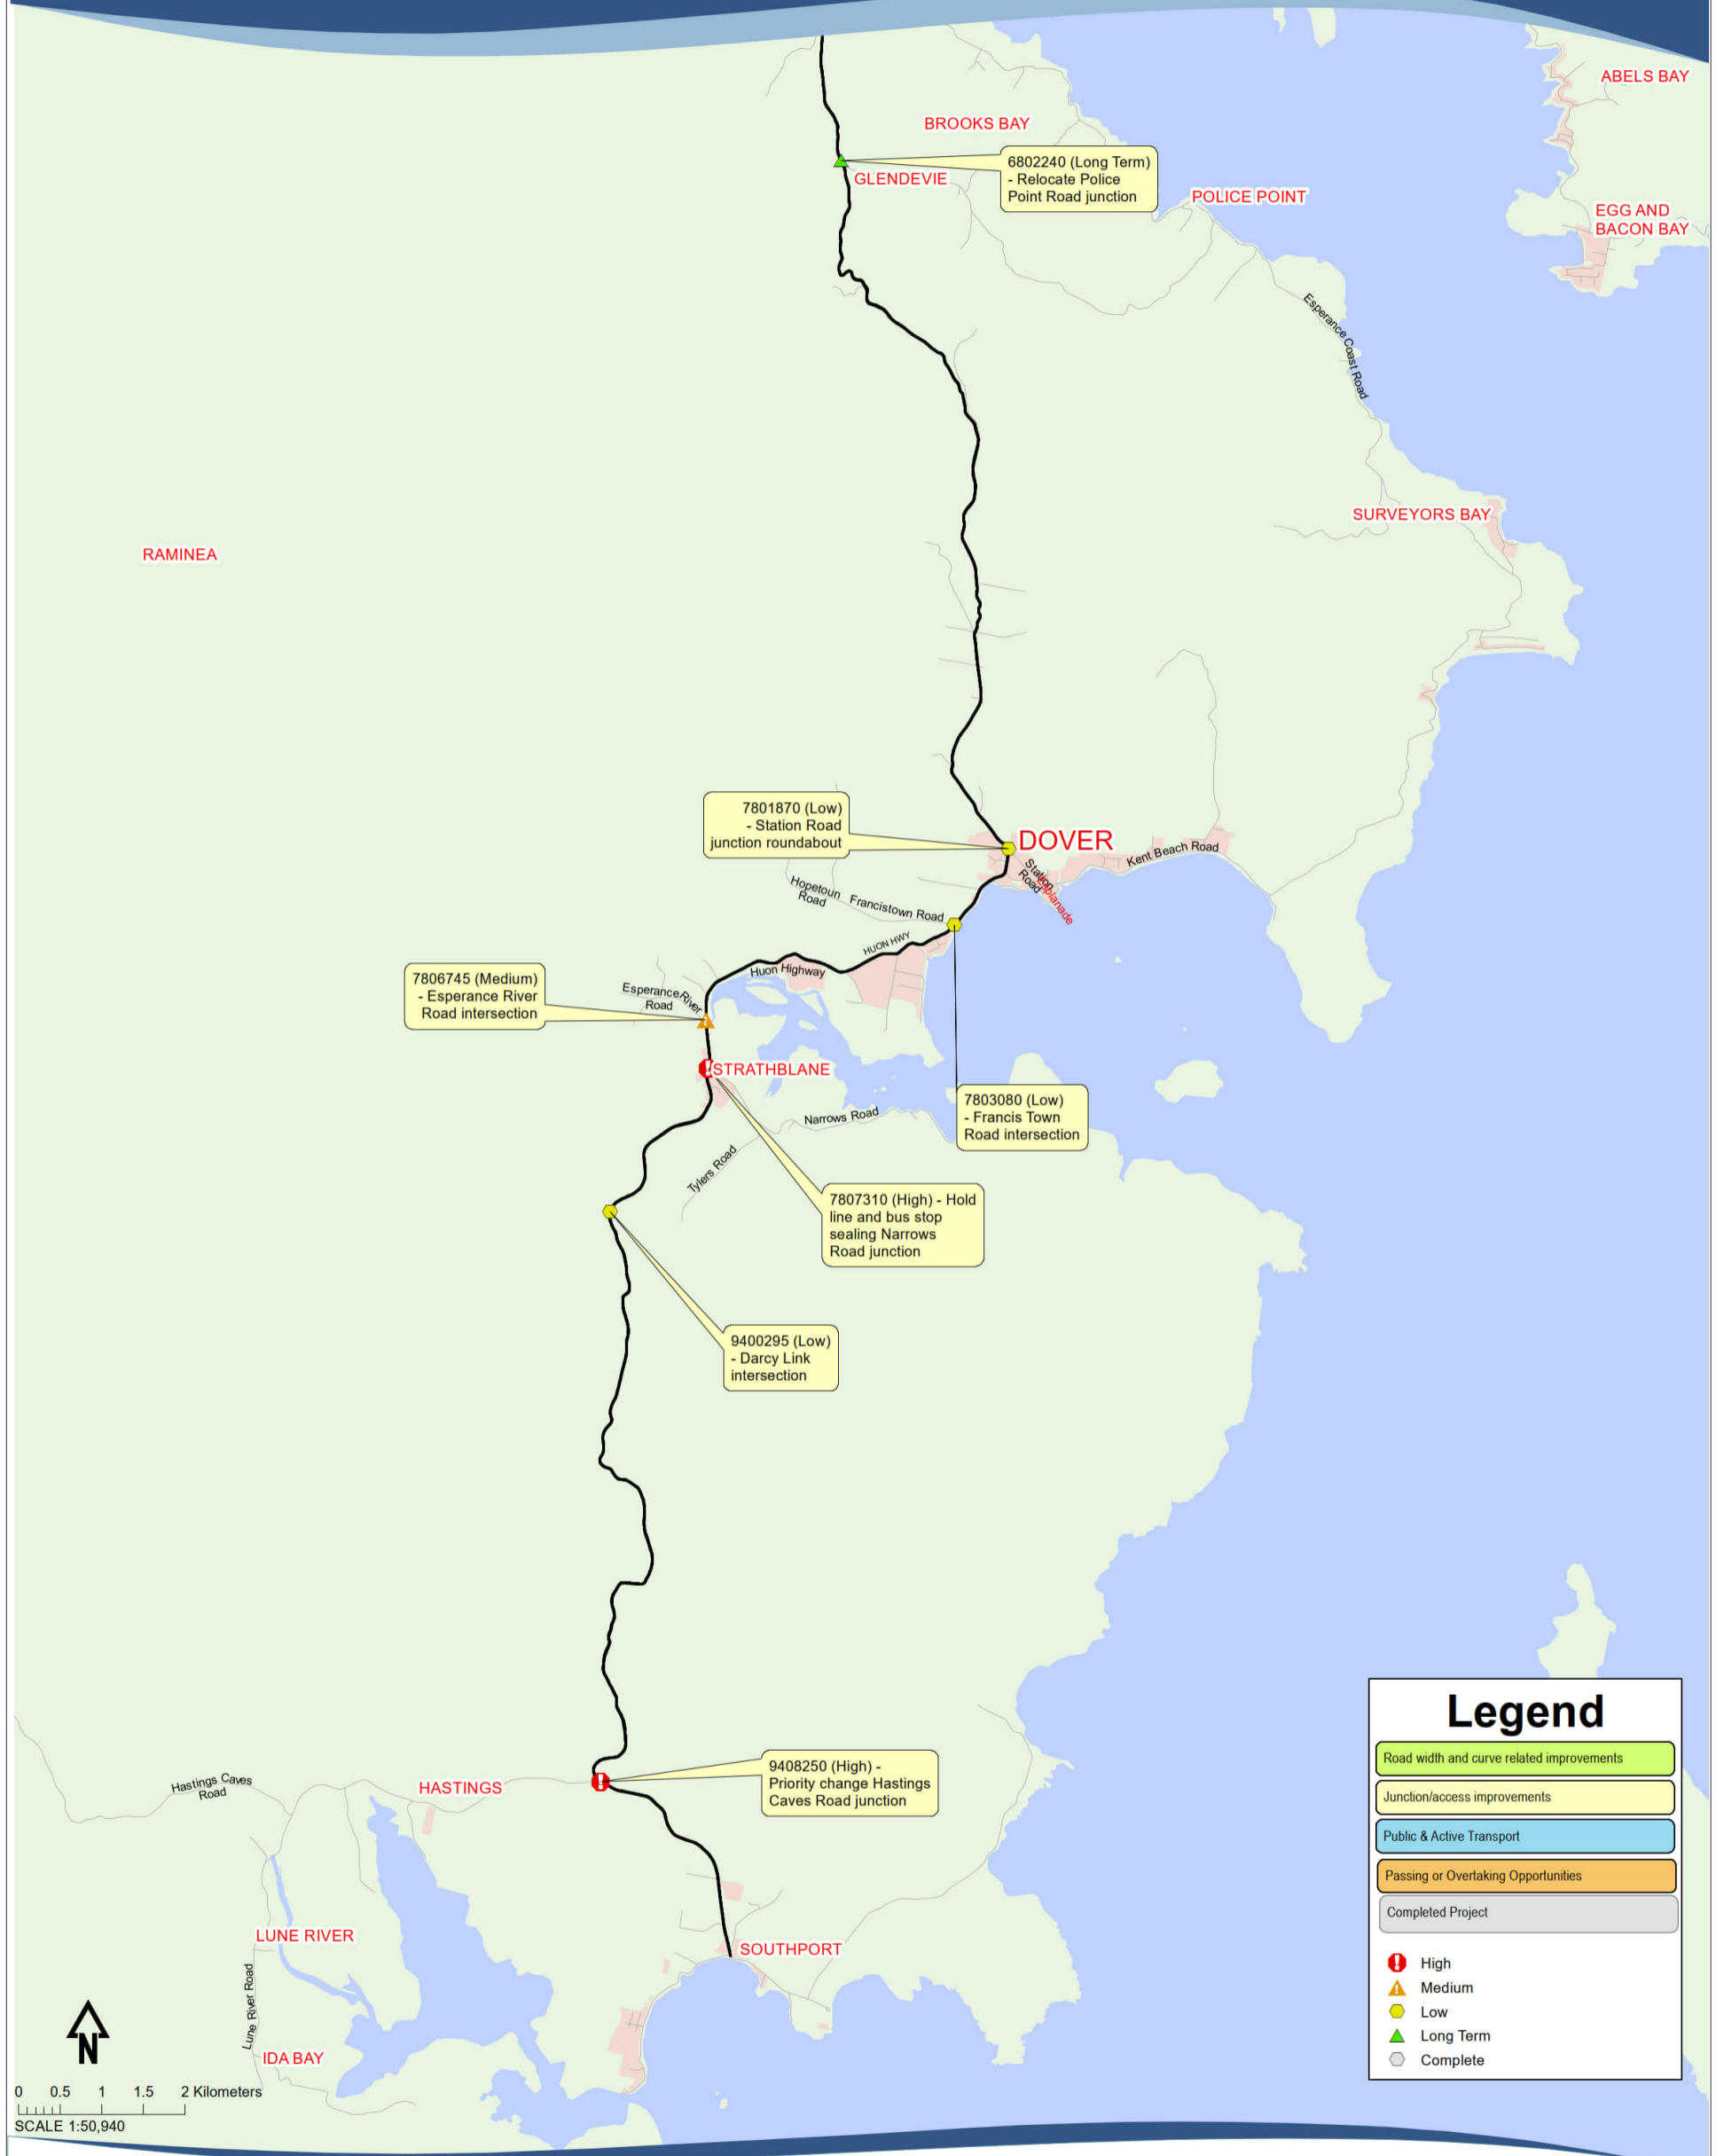 ABELS BAY
BROOKS BAY
6802240 (Long Term)
- Relocate Police
Point Road junction
GLENDEVIE
POLICE POINT
EGG AND
BACON BAY
Esperance Coast Road
SURVEYORS BAY
RAMINEA
7801870 (Low)
- Station Road
junction roundabout
DOVER
Kent Beach Road
Station
Road
Esplanade
Hopetoun
Road
Francistown Road
HUON HWY
Huon Highway
7806745 (Medium)
- Esperance River
Road intersection
Esperance River
Road
STRATHBLANE
7803080 (Low)
- Francis Town
Road intersection
Narrows Road
Tylers Road
7807310 (High) - Hold
line and bus stop
sealing Narrows
Road junction
9400295 (Low)
- Darcy Link
intersection
9408250 (High) -
Priority change Hastings
Caves Road junction
Hastings Caves
Road
HASTINGS
LUNE RIVER
SOUTHPORT
Lune River Road
IDA BAY
N
0 0.5 1 1.5 2 Kilometers
SCALE 1:50,940
Legend
Road width and curve related improvements
Junction/access improvements
Public & Active Transport
Passing or Overtaking Opportunities
Completed Project
High
Medium
Low
Long Term
Complete